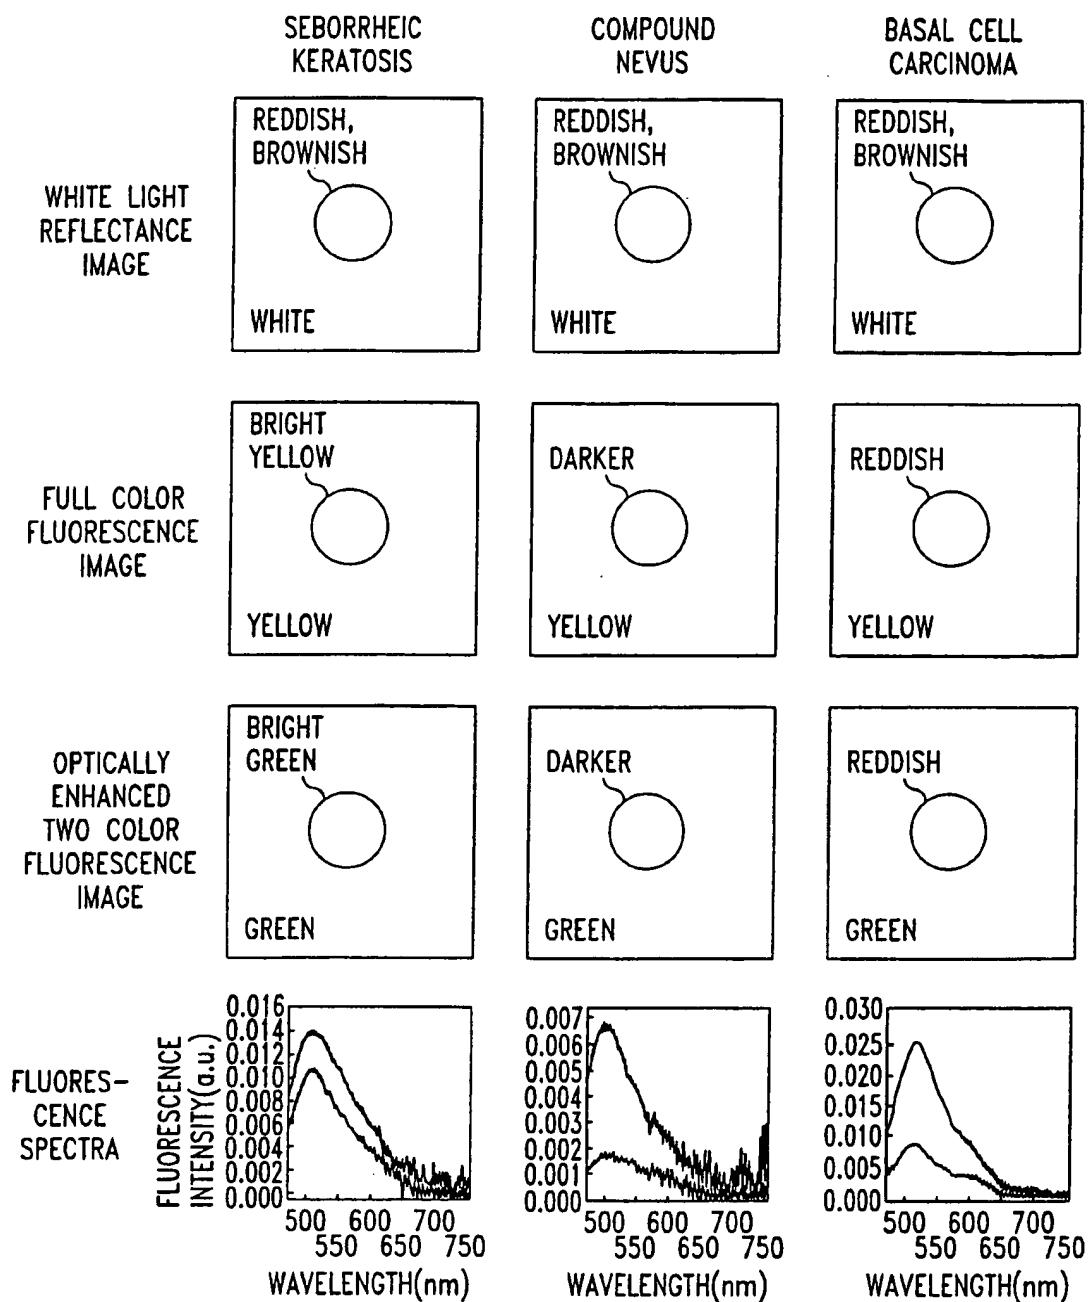 SEBORRHEIC
KERATOSIS
COMPOUND
NEVUS
BASAL CELL
CARCINOMA
WHITE LIGHT
REFLECTANCE
IMAGE
REDDISH,
BROWNISH
WHITE
REDDISH,
BROWNISH
WHITE
REDDISH,
BROWNISH
WHITE
FULL COLOR
FLUORESCENCE
IMAGE
BRIGHT
YELLOW
YELLOW
DARKER
YELLOW
REDDISH
YELLOW
OPTICALLY
ENHANCED
TWO COLOR
FLUORESCENCE
IMAGE
BRIGHT
GREEN
GREEN
DARKER
GREEN
REDDISH
GREEN
FLUORES-
CENCE
SPECTRA
FLUORESCENCE
INTENSITY(a.u.)
0.016
0.014
0.012
0.010
0.008
0.006
0.004
0.002
0.000
500 600 700
550 650 750
WAVELENGTH(nm)
0.007
0.006
0.005
0.004
0.003
0.002
0.001
0.000
500 600 700
550 650 750
WAVELENGTH(nm)
0.030
0.025
0.020
0.015
0.010
0.005
0.000
500 600 700
550 650 750
WAVELENGTH(nm)